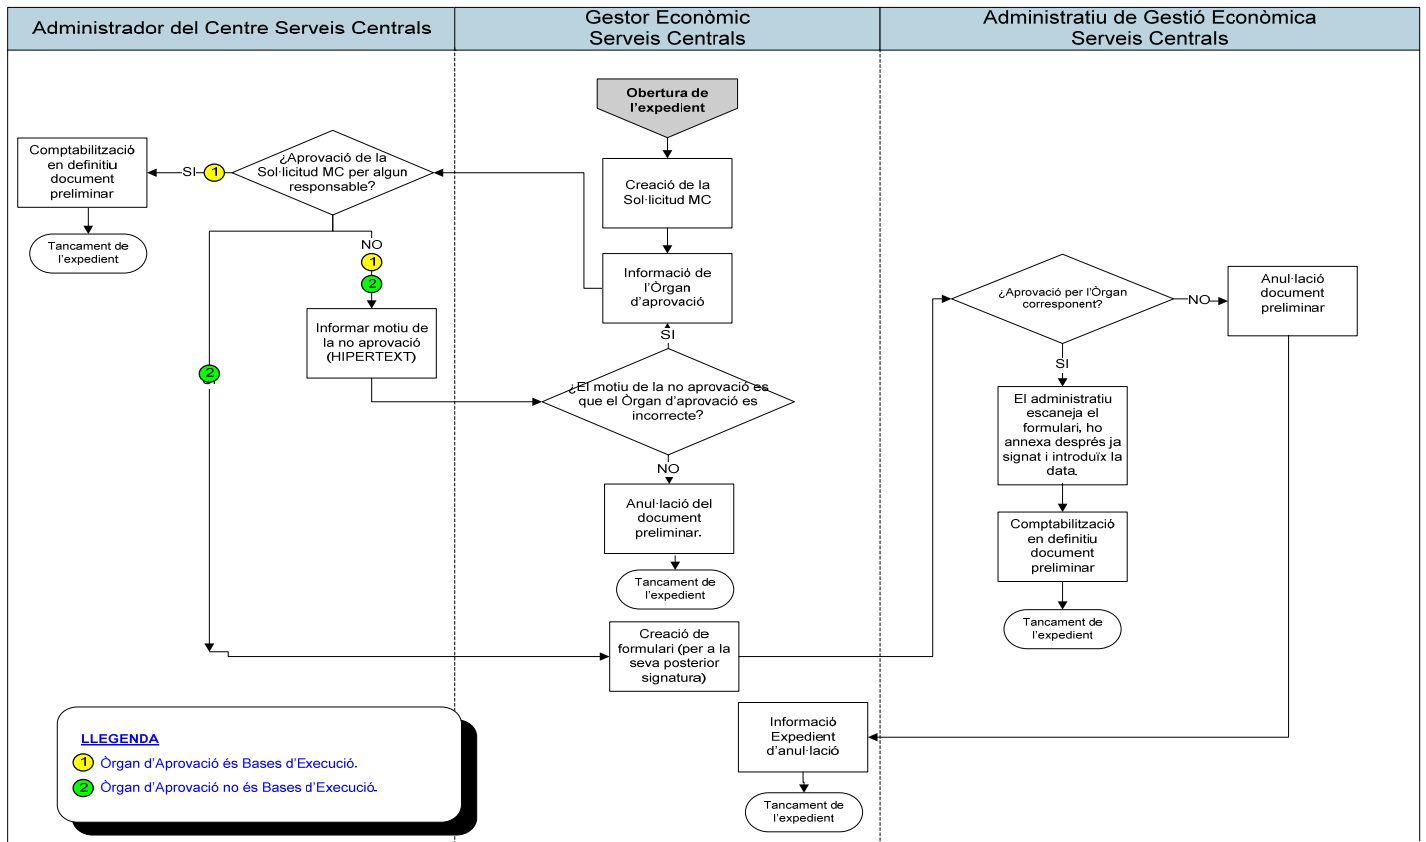 Administrador del Centre Serveis Centrals
Gestor Econòmic
Serveis Centrals
Administratiu de Gestió Econòmica
Serveis Centrals
Obertura de
l'expedient
Creació de la
Sol·licitud MC
Informació de
l'Òrgan
d'aprovació
¿Aprovació de la
Sol·licitud MC per algun
responsable?
SI
1
Comptabilització
en definitiu
document
preliminar
Tancament de
l'expedient
NO
1
2
Informar motiu de
la no aprovació
(HIPERTEXT)
2
SI
¿El motiu de la no aprovació es
que el Òrgan d'aprovació es
incorrecte?
NO
Anul·lació del
document
preliminar.
Tancament de
l'expedient
Creació de
formulari (per a la
seva posterior
signatura)
¿Aprovació per l'Òrgan
corresponent?
NO
Anul·lació
document
preliminar
SI
El administratiu
escaneja el
formulari, ho
annexa després ja
signat i introduïx la
data.
Comptabilització
en definitiu
document
preliminar
Tancament de
l'expedient
Informació
Expedient
d'anul·lació
Tancament de
l'expedient
LLEGENDA
1 Òrgan d'Aprovació és Bases d'Execució.
2 Òrgan d'Aprovació no és Bases d'Execució.